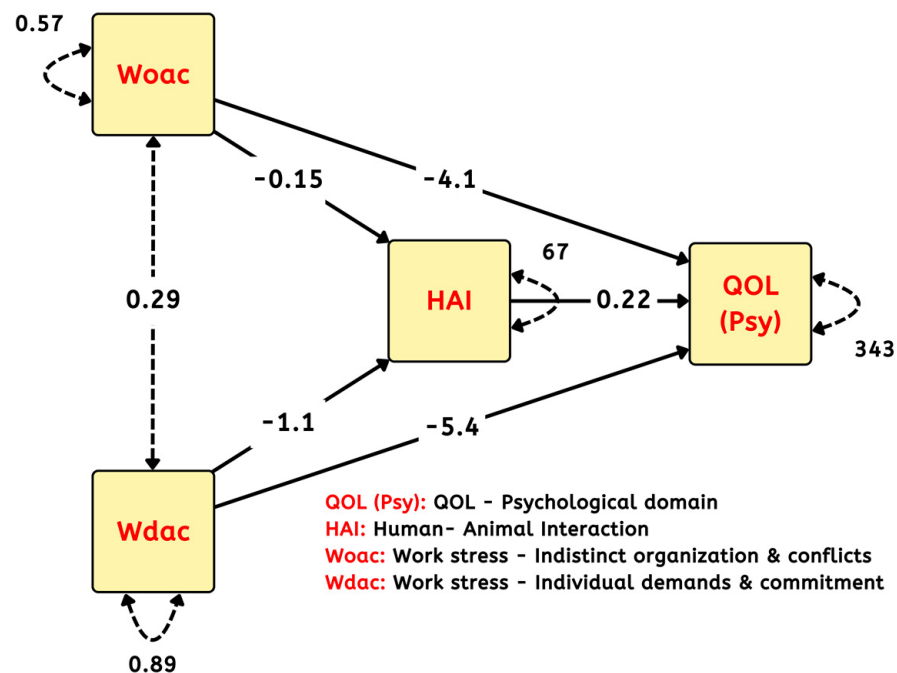 0.57
Woac
-0.15
-4.1
67
0.29
HAI
0.22
QOL
(Psy)
343
-1.1
-5.4
Wdac
QOL (Psy): QOL - Psychological domain
HAI: Human- Animal Interaction
Woac: Work stress - Indistinct organization & conflicts
Wdac: Work stress - Individual demands & commitment
0.89